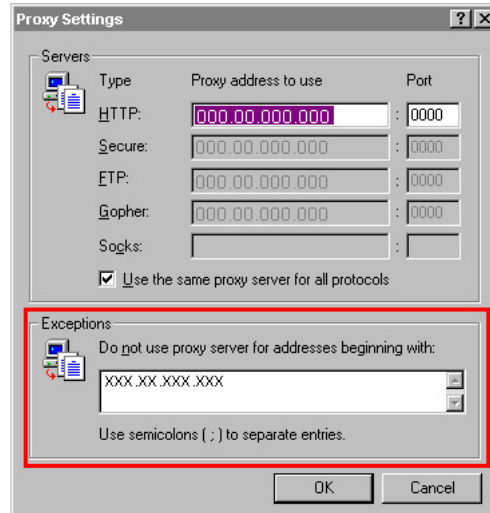 Proxy Settings ? X
Servers
Type Proxy address to use Port
HTTP: 000.00.000.000 : 0000
Secure: 000.00.000.000 : 0000
FTP: 000.00.000.000 : 0000
Gopher: 000.00.000.000 : 0000
Socks: :
Use the same proxy server for all protocols
Exceptions
Do not use proxy server for addresses beginning with:
XXX.XX.XXX.XXX
Use semicolons ( ; ) to separate entries.
OK Cancel